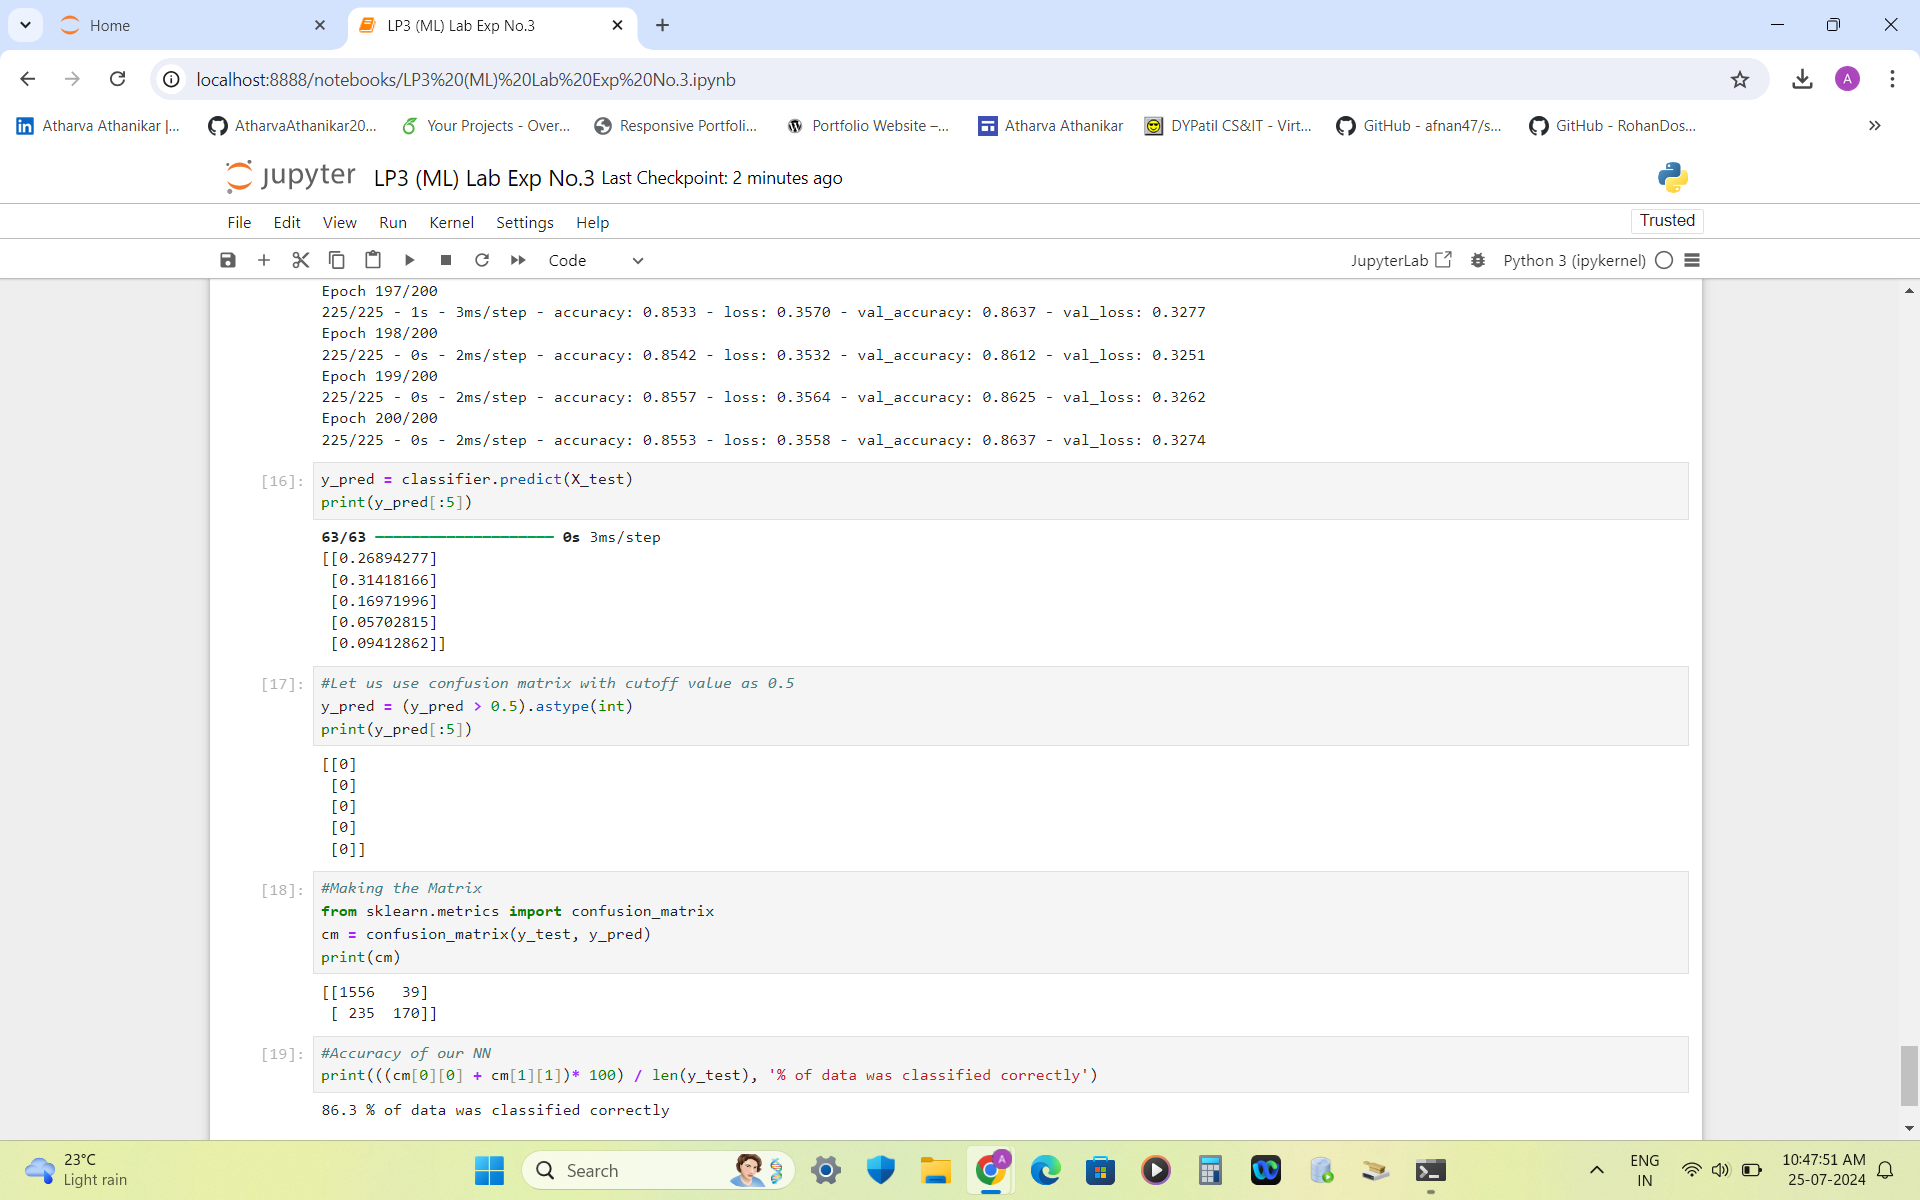 Home
LP3 (ML) Lab Exp No.3
localhost:8888/notebooks/LP3%20(ML)%20Lab%20Exp%20No.3.ipynb
A
Atharva Athanikar |...
AtharvaAthanikar20...
Your Projects - Over...
Responsive Portfoli...
Portfolio Website –...
Atharva Athanikar
DYPatil CS&IT - Virt...
GitHub - afnan47/s...
GitHub - RohanDos...
jupyter LP3 (ML) Lab Exp No.3 Last Checkpoint: 2 minutes ago
File Edit View Run Kernel Settings Help
Trusted
Code
JupyterLab
Python 3 (ipykernel)
Epoch 197/200
225/225 - 1s - 3ms/step - accuracy: 0.8533 - loss: 0.3570 - val_accuracy: 0.8637 - val_loss: 0.3277
Epoch 198/200
225/225 - 0s - 2ms/step - accuracy: 0.8542 - loss: 0.3532 - val_accuracy: 0.8612 - val_loss: 0.3251
Epoch 199/200
225/225 - 0s - 2ms/step - accuracy: 0.8557 - loss: 0.3564 - val_accuracy: 0.8625 - val_loss: 0.3262
Epoch 200/200
225/225 - 0s - 2ms/step - accuracy: 0.8553 - loss: 0.3558 - val_accuracy: 0.8637 - val_loss: 0.3274
[16]: y_pred = classifier.predict(X_test)
print(y_pred[:5])
63/63 ━━━━━━━━━━━━━━━━━━━━ 0s 3ms/step
[[0.26894277]
[0.31418166]
[0.16971996]
[0.05702815]
[0.09412862]]
[17]: #Let us use confusion matrix with cutoff value as 0.5
y_pred = (y_pred > 0.5).astype(int)
print(y_pred[:5])
[[0]
[0]
[0]
[0]
[0]]
[18]: #Making the Matrix
from sklearn.metrics import confusion_matrix
cm = confusion_matrix(y_test, y_pred)
print(cm)
[[1556 39]
[ 235 170]]
[19]: #Accuracy of our NN
print(((cm[0][0] + cm[1][1])* 100) / len(y_test), '% of data was classified correctly')
86.3 % of data was classified correctly
23°C
Light rain
Search
A
ENG
IN
10:47:51 AM
25-07-2024